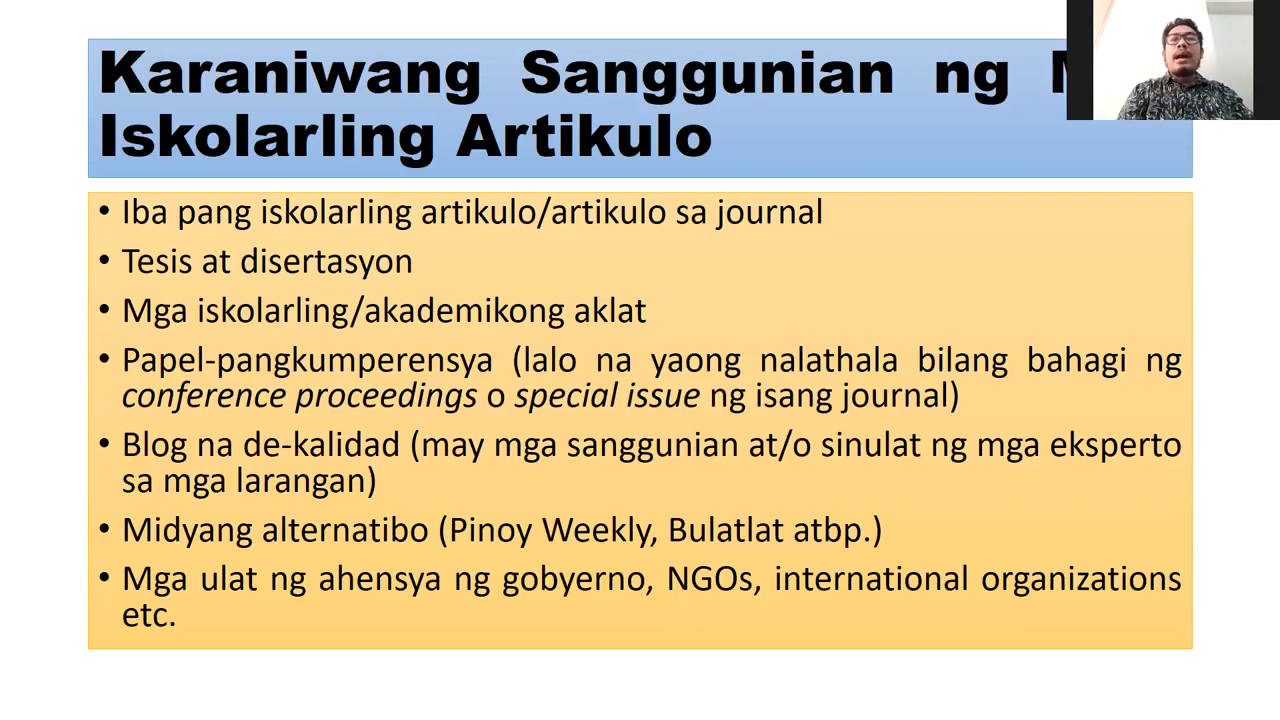 Karaniwang Sanggunian ng
Iskolarling Artikulo
• Iba pang iskolarling artikulo/artikulo sa journal
• Tesis at disertasyon
• Mga iskolarling/akademikong aklat
• Papel-pangkumperensya (lalo na yaong nalathala bilang bahagi ng
conference proceedings o special issue ng isang journal)
• Blog na de-kalidad (may mga sanggunian at/o sinulat ng mga eksperto
sa mga larangan)
• Midyang alternatibo (Pinoy Weekly, Bulatlat atbp.)
• Mga ulat ng ahensya ng gobyerno, NGOs, international organizations
etc.